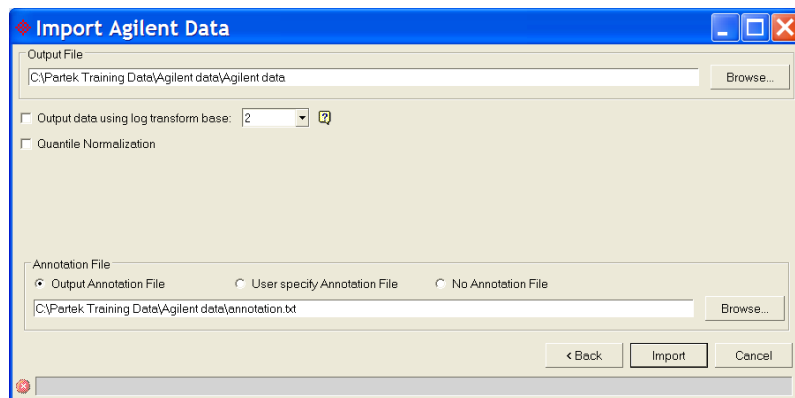 Import Agilent Data
Output File
C:\Partek Training Data\Agilent data\Agilent data
Browse...
Output data using log transform base: 2
Quantile Normalization
Annotation File
Output Annotation File User specify Annotation File No Annotation File
C:\Partek Training Data\Agilent data\annotation.txt
Browse...
< Back Import Cancel